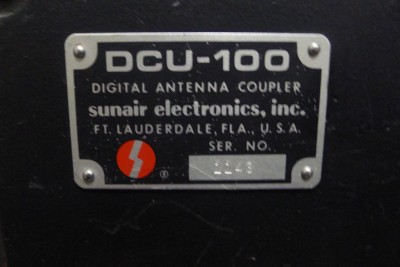 DCU-100
DIGITAL ANTENNA COUPLER
sunair electronics, inc.
FT. LAUDERDALE, FLA., U.S.A.
SER. NO.
®